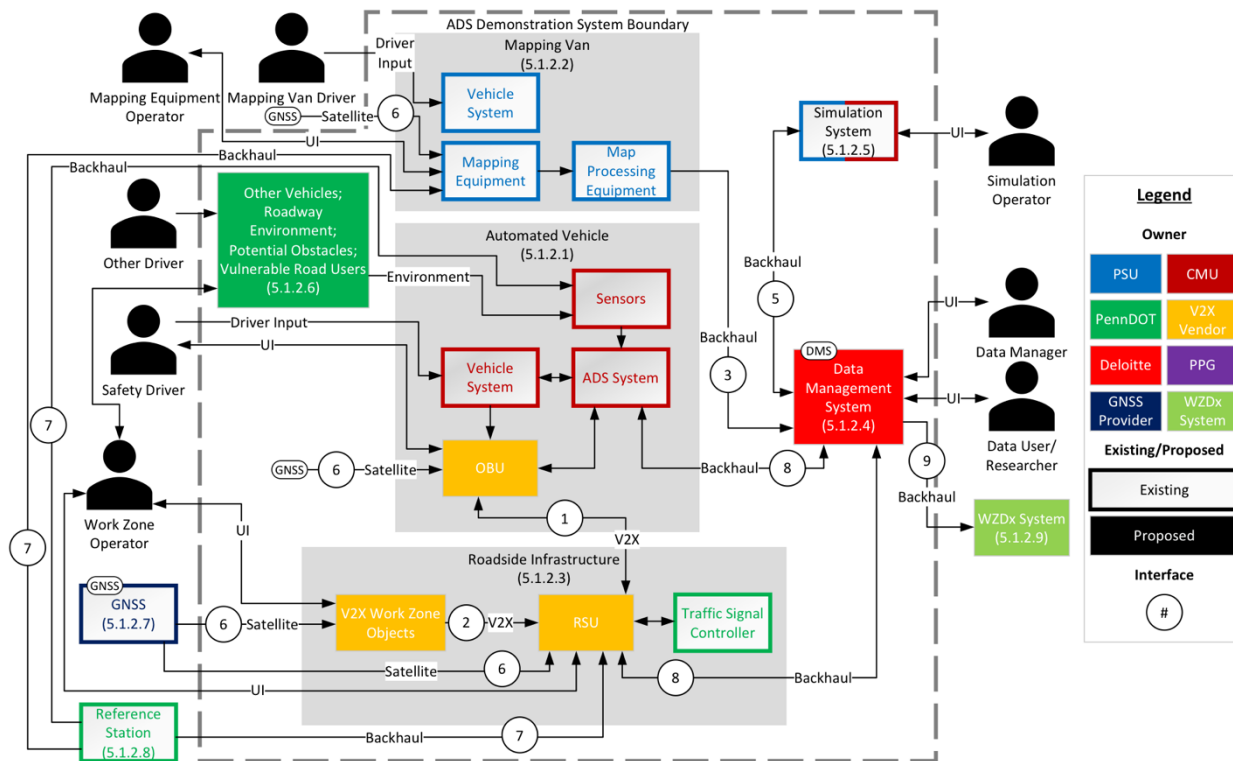 ADS Demonstration System Boundary
Mapping Van
(5.1.2.2)
Driver
Input
Mapping Equipment
Operator
Mapping Van Driver
GNSS
Satellite
6
Vehicle
System
UI
Backhaul
Backhaul
Mapping
Equipment
Map
Processing
Equipment
Simulation
System
(5.1.2.5)
UI
Simulation
Operator
Other Vehicles;
Roadway
Environment;
Potential Obstacles;
Vulnerable Road Users
(5.1.2.6)
Other Driver
Automated Vehicle
(5.1.2.1)
Environment
Sensors
Backhaul
5
Driver Input
UI
Safety Driver
Vehicle
System
ADS System
Backhaul
3
DMS
Data
Management
System
(5.1.2.4)
UI
Data Manager
UI
Data User/
Researcher
7
GNSS
6
Satellite
OBU
Backhaul
8
9
Backhaul
WZDx System
(5.1.2.9)
1
V2X
Work Zone
Operator
UI
7
Roadside Infrastructure
(5.1.2.3)
GNSS
GNSS
(5.1.2.7)
6
Satellite
V2X Work Zone
Objects
2
V2X
RSU
Traffic Signal
Controller
Satellite
6
8
Backhaul
UI
Reference
Station
(5.1.2.8)
Backhaul
7
Legend
Owner
PSU
CMU
PennDOT
V2X
Vendor
Deloitte
PPG
GNSS
Provider
WZDx
System
Existing/Proposed
Existing
Proposed
Interface
#